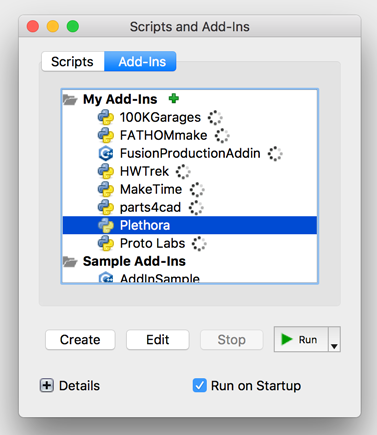 Scripts and Add-Ins
Scripts Add-Ins
My Add-Ins
100KGarages
FATHOMmake
FusionProductionAddin
HWTrek
MakeTime
parts4cad
Plethora
Proto Labs
Sample Add-Ins
AddInSample
Create Edit Stop Run
Details Run on Startup